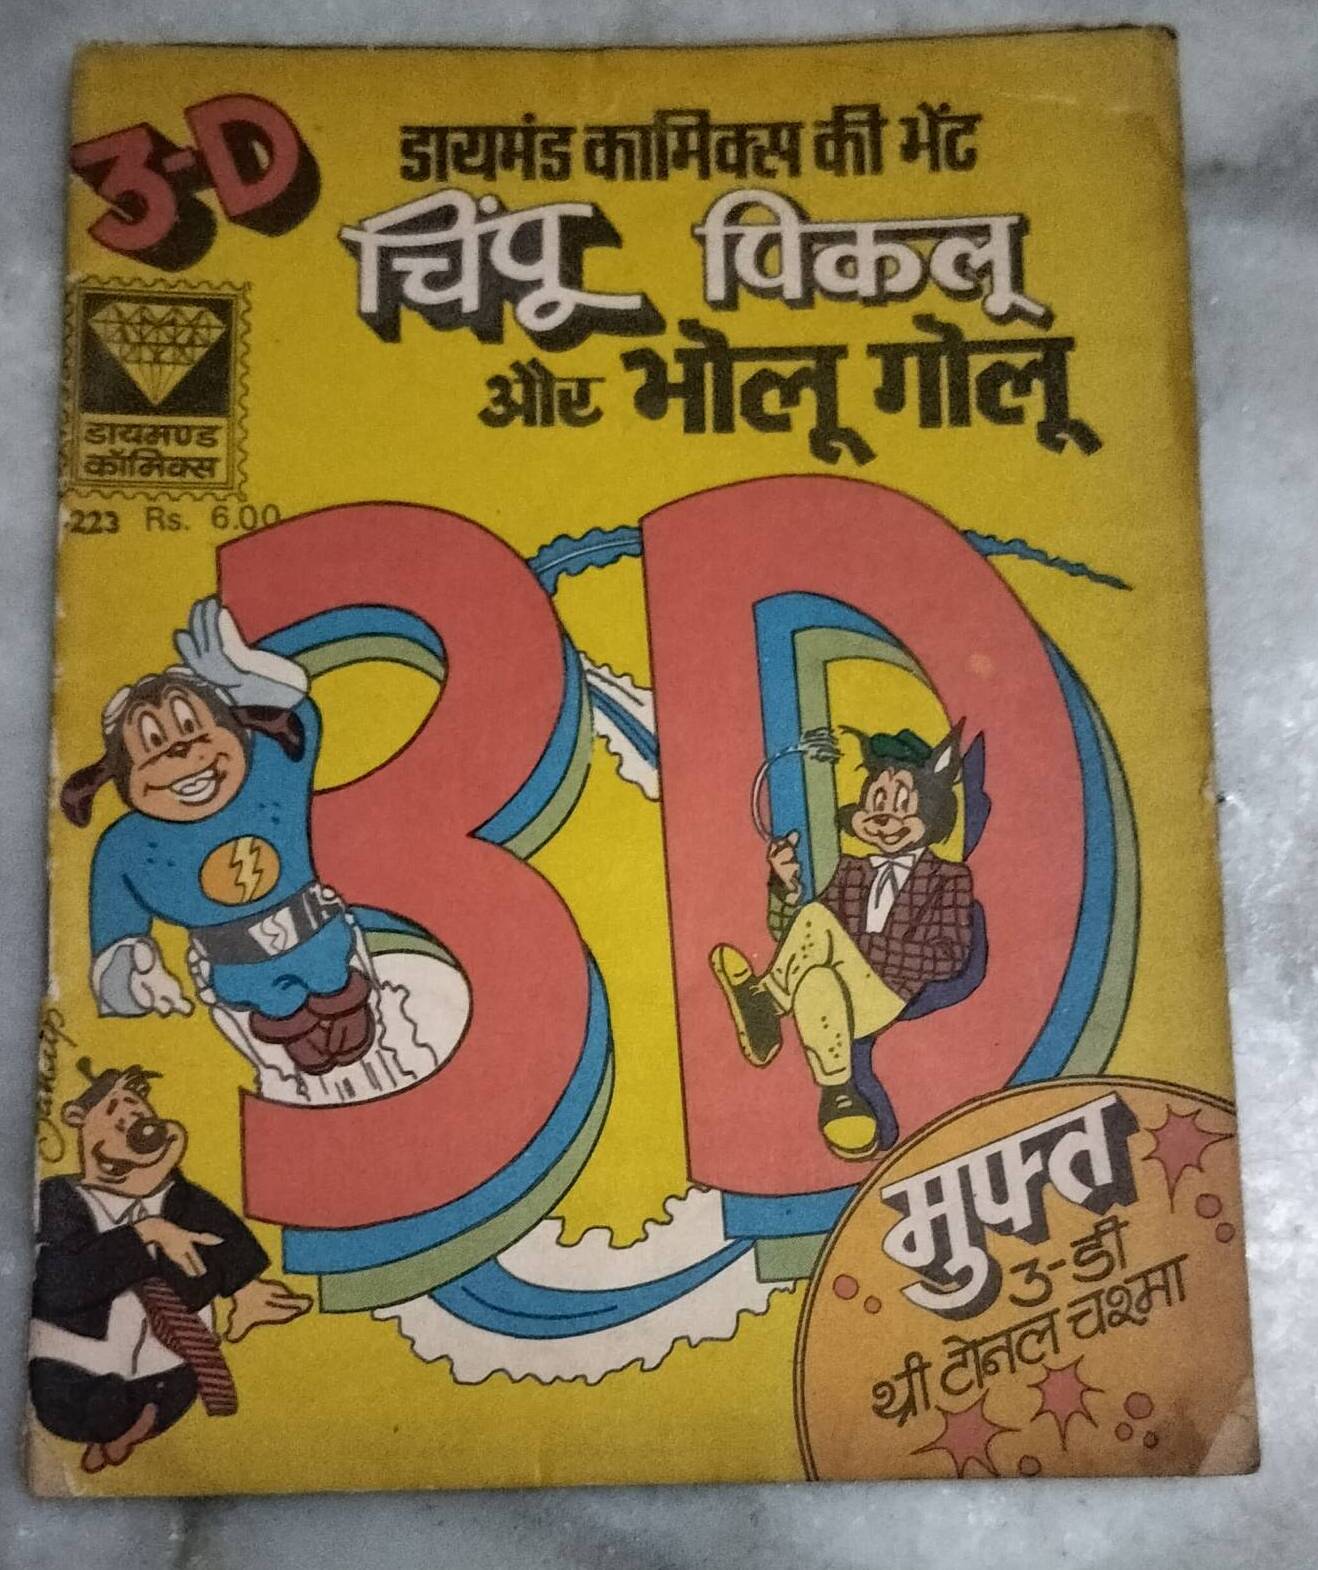 3-D
डायमंड कामिक्स की भेंट
चिंपू पिकलू
और भोलू गोलू
डायमण्ड
कॉमिक्स
223 Rs. 6.00
3D
मुफ्त
3-डी
थ्री टोनल चश्मा